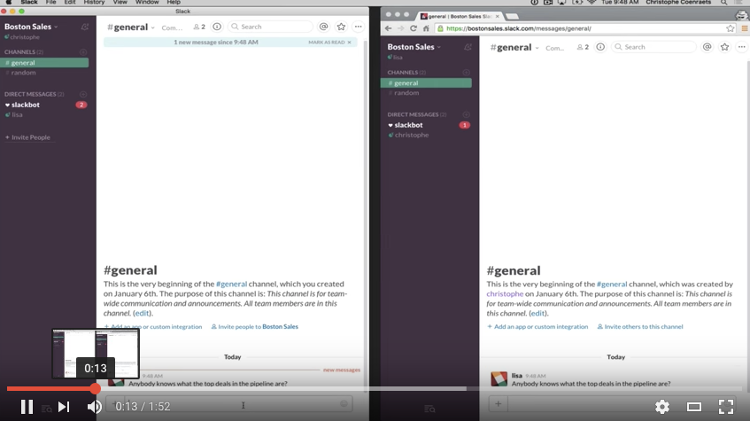 Slack File Edit View History Window Help
Tue 9:48 AM Christophe Coenraets
Slack
Boston Sales
christophe
CHANNELS (2)
# general
# random
DIRECT MESSAGES (2)
slackbot 2
lisa
+ Invite People
#general
Com...
2
Search
1 new message since 9:48 AM MARK AS READ
#general
This is the very beginning of the #general channel, which you created
on January 6th. The purpose of this channel is: This channel is for team-
wide communication and announcements. All team members are in this
channel. (edit).
+ Add an app or custom integration Invite people to Boston Sales
Today
new messages
9:48 AM
Anybody knows what the top deals in the pipeline are?
general | Boston Sales Sla
https://bostonsales.slack.com/messages/general/
Boston Sales
lisa
CHANNELS (2)
# general
# random
DIRECT MESSAGES (2)
slackbot 1
christophe
#general
Com...
2
Search
#general
This is the very beginning of the #general channel, which was created by
christophe on January 6th. The purpose of this channel is: This channel is
for team-wide communication and announcements. All team members are in
this channel. (edit).
+ Add an app or custom integration Invite others to this channel
Today
lisa 9:48 AM
Anybody knows what the top deals in the pipeline are?
0:13
0:13 / 1:52